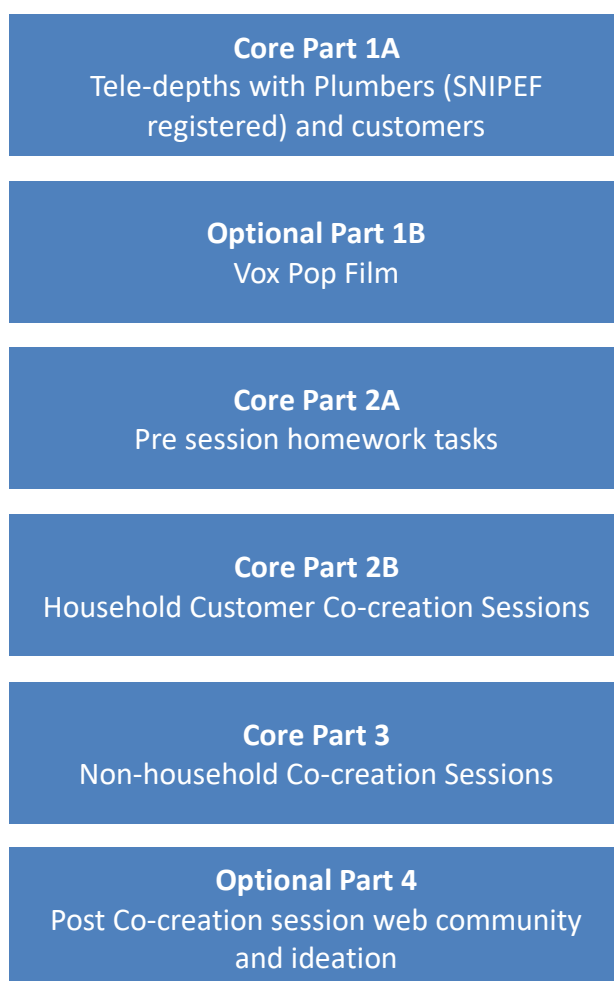 Core Part 1A
Tele-depths with Plumbers (SNIPEF
registered) and customers
Optional Part 1B
Vox Pop Film
Core Part 2A
Pre session homework tasks
Core Part 2B
Household Customer Co-creation Sessions
Core Part 3
Non-household Co-creation Sessions
Optional Part 4
Post Co-creation session web community
and ideation